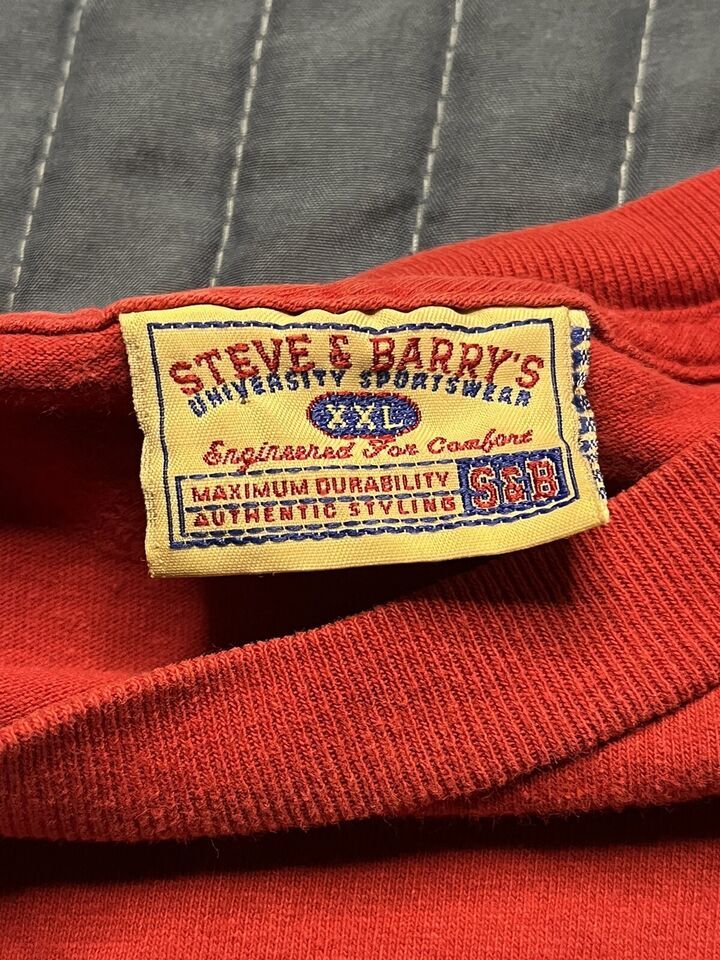 STEVE & BARRY'S
UNIVERSITY SPORTSWEAR
XXL
Engineered For Comfort
MAXIMUM DURABILITY
AUTHENTIC STYLING
S&B